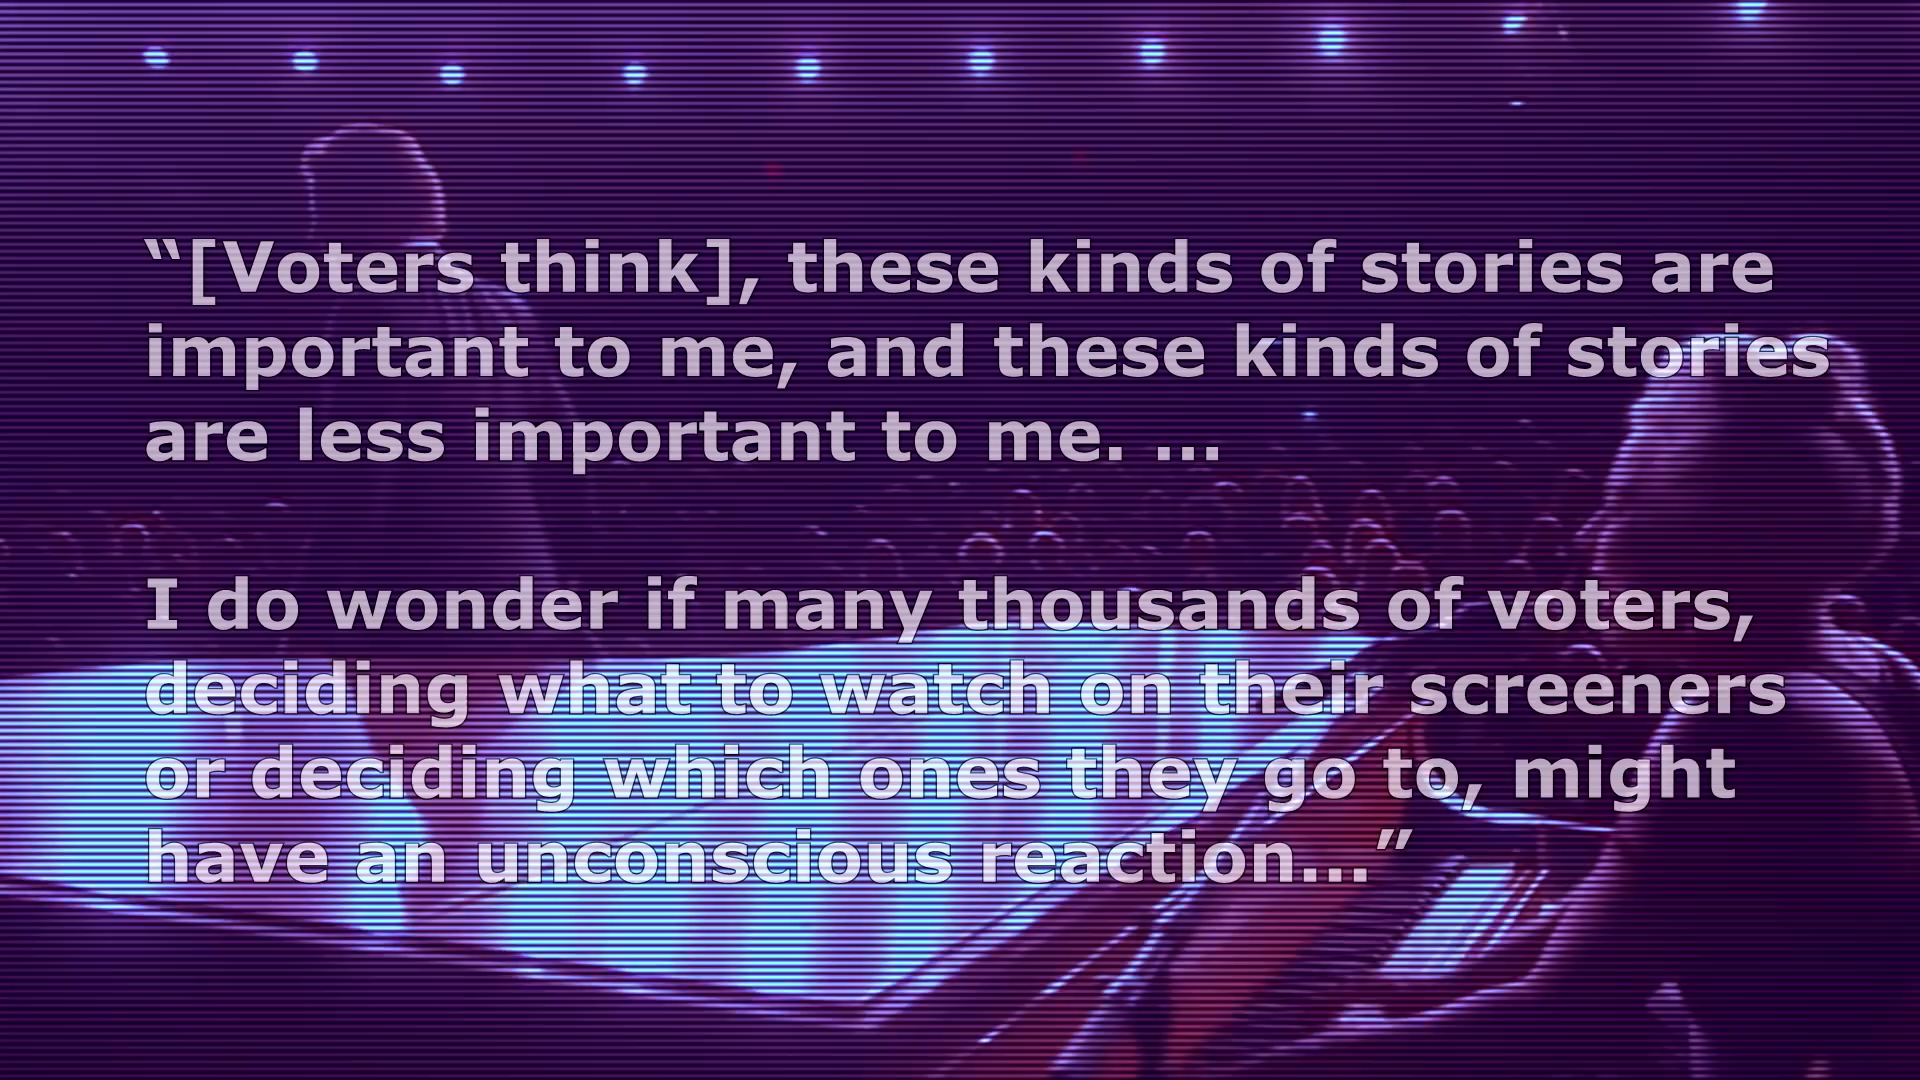 “[Voters think], these kinds of stories are
important to me, and these kinds of stories
are less important to me. ...
I do wonder if many thousands of voters,
deciding what to watch on their screeners
or deciding which ones they go to, might
have an unconscious reaction...”